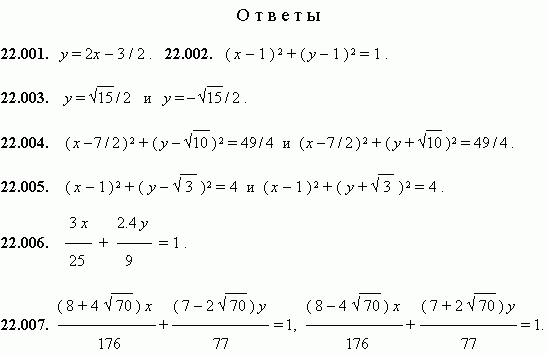 Ответы
22.001. y=2x−3/2. 22.002. (x−1)²+(y−1)²=1.
22.003. y=√15/2 и y=−√15/2.
22.004. (x−7/2)²+(y−√10)²=49/4 и (x−7/2)²+(y+√10)²=49/4.
22.005. (x−1)²+(y−√3)²=4 и (x−1)²+(y+√3)²=4.
22.006. 3x/25 + 2.4y/9 =1.
22.007. (8+4√70)x/176 + (7−2√70)y/77 =1, (8−4√70)x/176 + (7+2√70)y/77 =1.